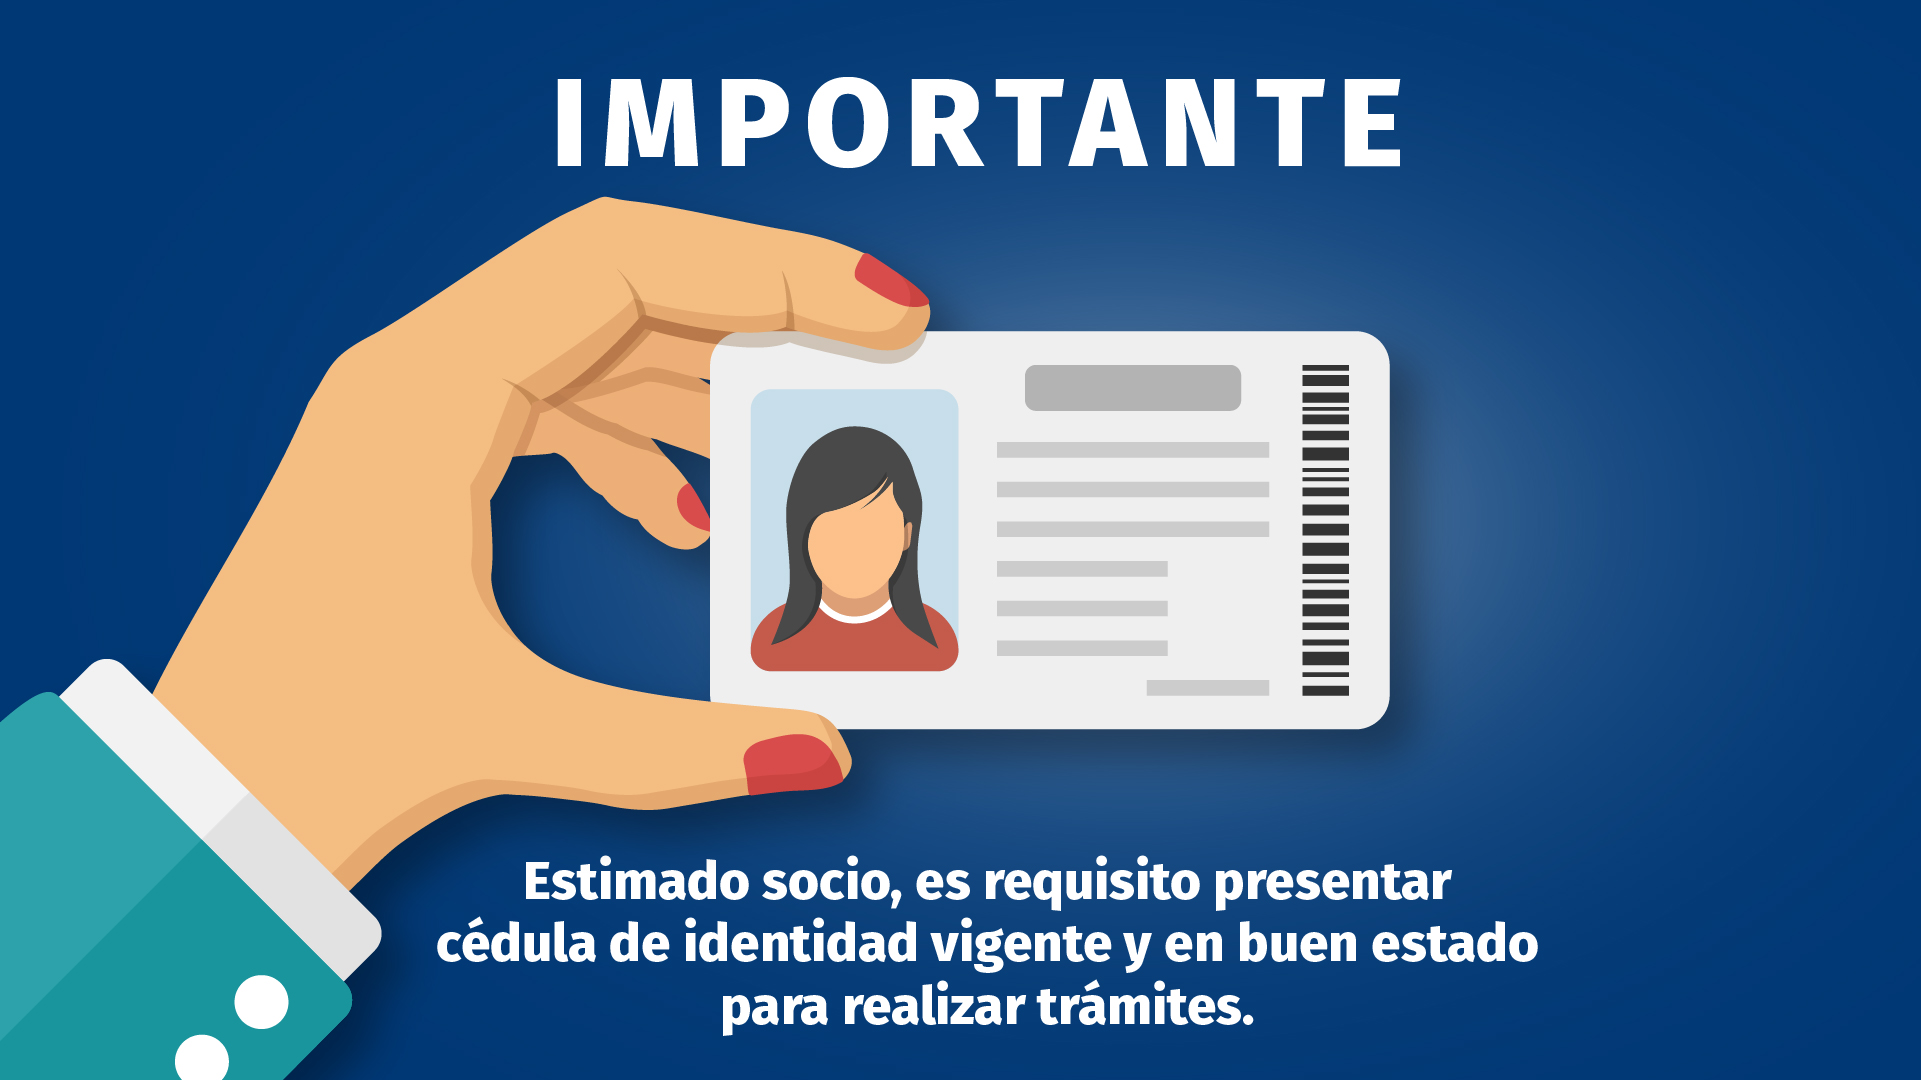 IMPORTANTE
Estimado socio, es requisito presentar
cédula de identidad vigente y en buen estado
para realizar trámites.